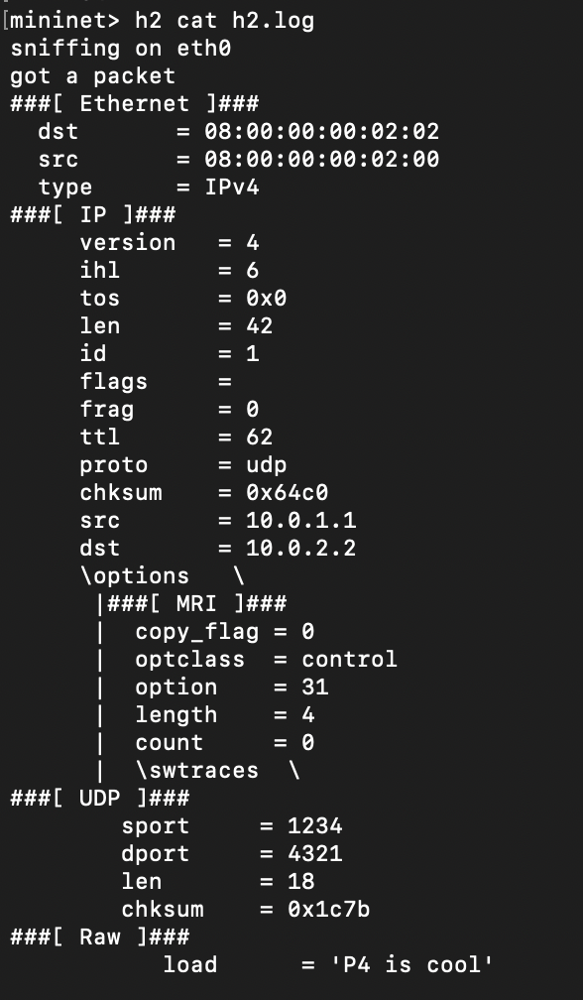 [mininet> h2 cat h2.log
sniffing on eth0
got a packet
###[ Ethernet ]###
  dst       = 08:00:00:00:02:02
  src       = 08:00:00:00:02:00
  type      = IPv4
###[ IP ]###
     version   = 4
     ihl       = 6
     tos       = 0x0
     len       = 42
     id        = 1
     flags     =
     frag      = 0
     ttl       = 62
     proto     = udp
     chksum    = 0x64c0
     src       = 10.0.1.1
     dst       = 10.0.2.2
     \options   \
      |###[ MRI ]###
      |  copy_flag = 0
      |  optclass  = control
      |  option    = 31
      |  length    = 4
      |  count     = 0
      |  \swtraces  \
###[ UDP ]###
        sport     = 1234
        dport     = 4321
        len       = 18
        chksum    = 0x1c7b
###[ Raw ]###
           load      = 'P4 is cool'